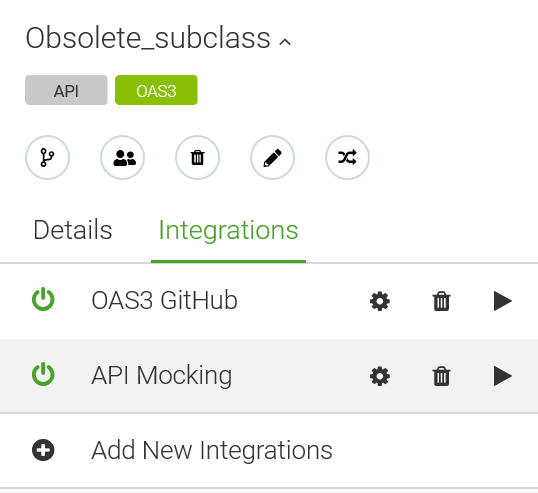 Obsolete_subclass
API OAS3
Details Integrations
OAS3 GitHub
API Mocking
Add New Integrations